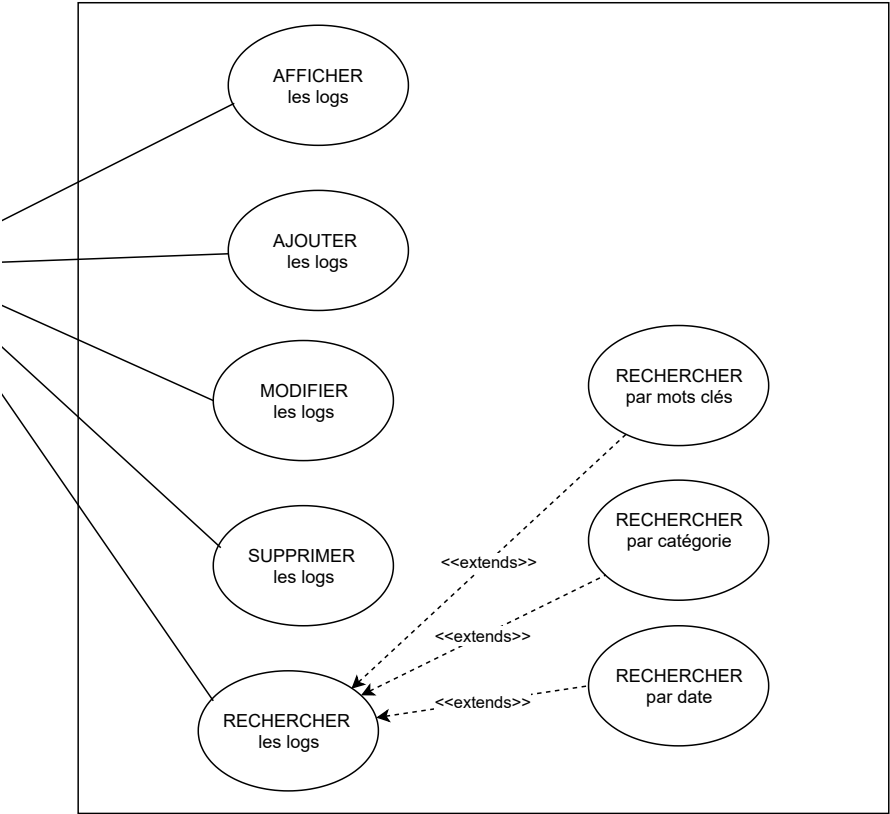 AFFICHER
les logs
AJOUTER
les logs
MODIFIER
les logs
RECHERCHER
par mots clés
SUPPRIMER
les logs
RECHERCHER
par catégorie
<<extends>>
<<extends>>
RECHERCHER
par date
<<extends>>
RECHERCHER
les logs